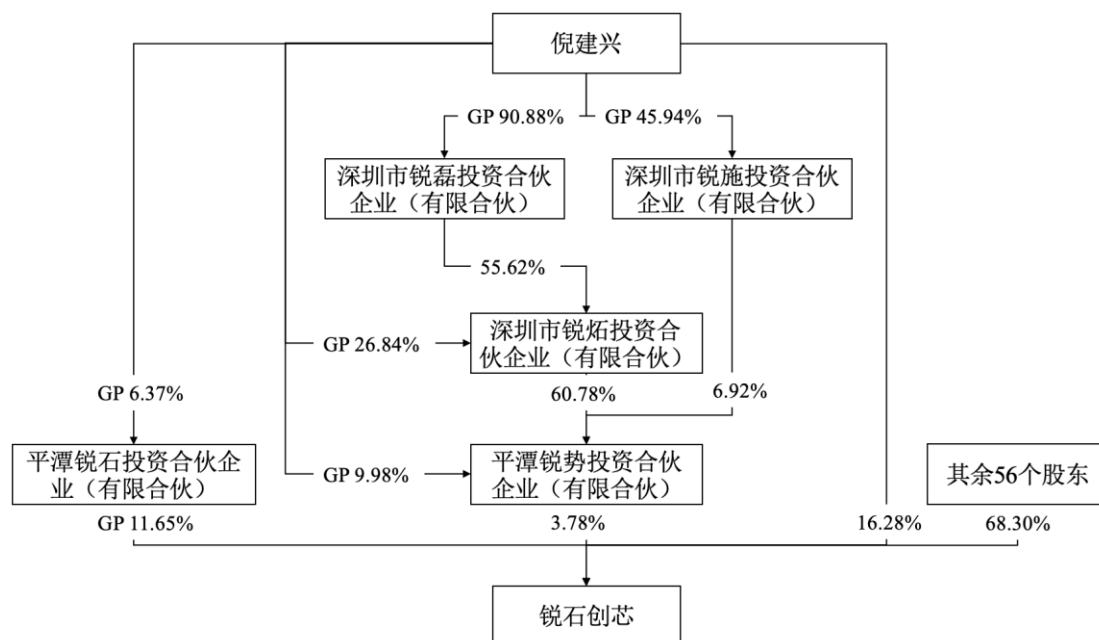 倪建兴
GP 90.88%
GP 45.94%
深圳市锐磊投资合伙
企业（有限合伙）
深圳市锐施投资合伙
企业（有限合伙）
55.62%
深圳市锐炻投资合
伙企业（有限合伙）
GP 26.84%
GP 6.37%
60.78%
6.92%
平潭锐石投资合伙企
业（有限合伙）
GP 9.98%
平潭锐势投资合伙
企业（有限合伙）
其余56个股东
GP 11.65%
3.78%
16.28%
68.30%
锐石创芯